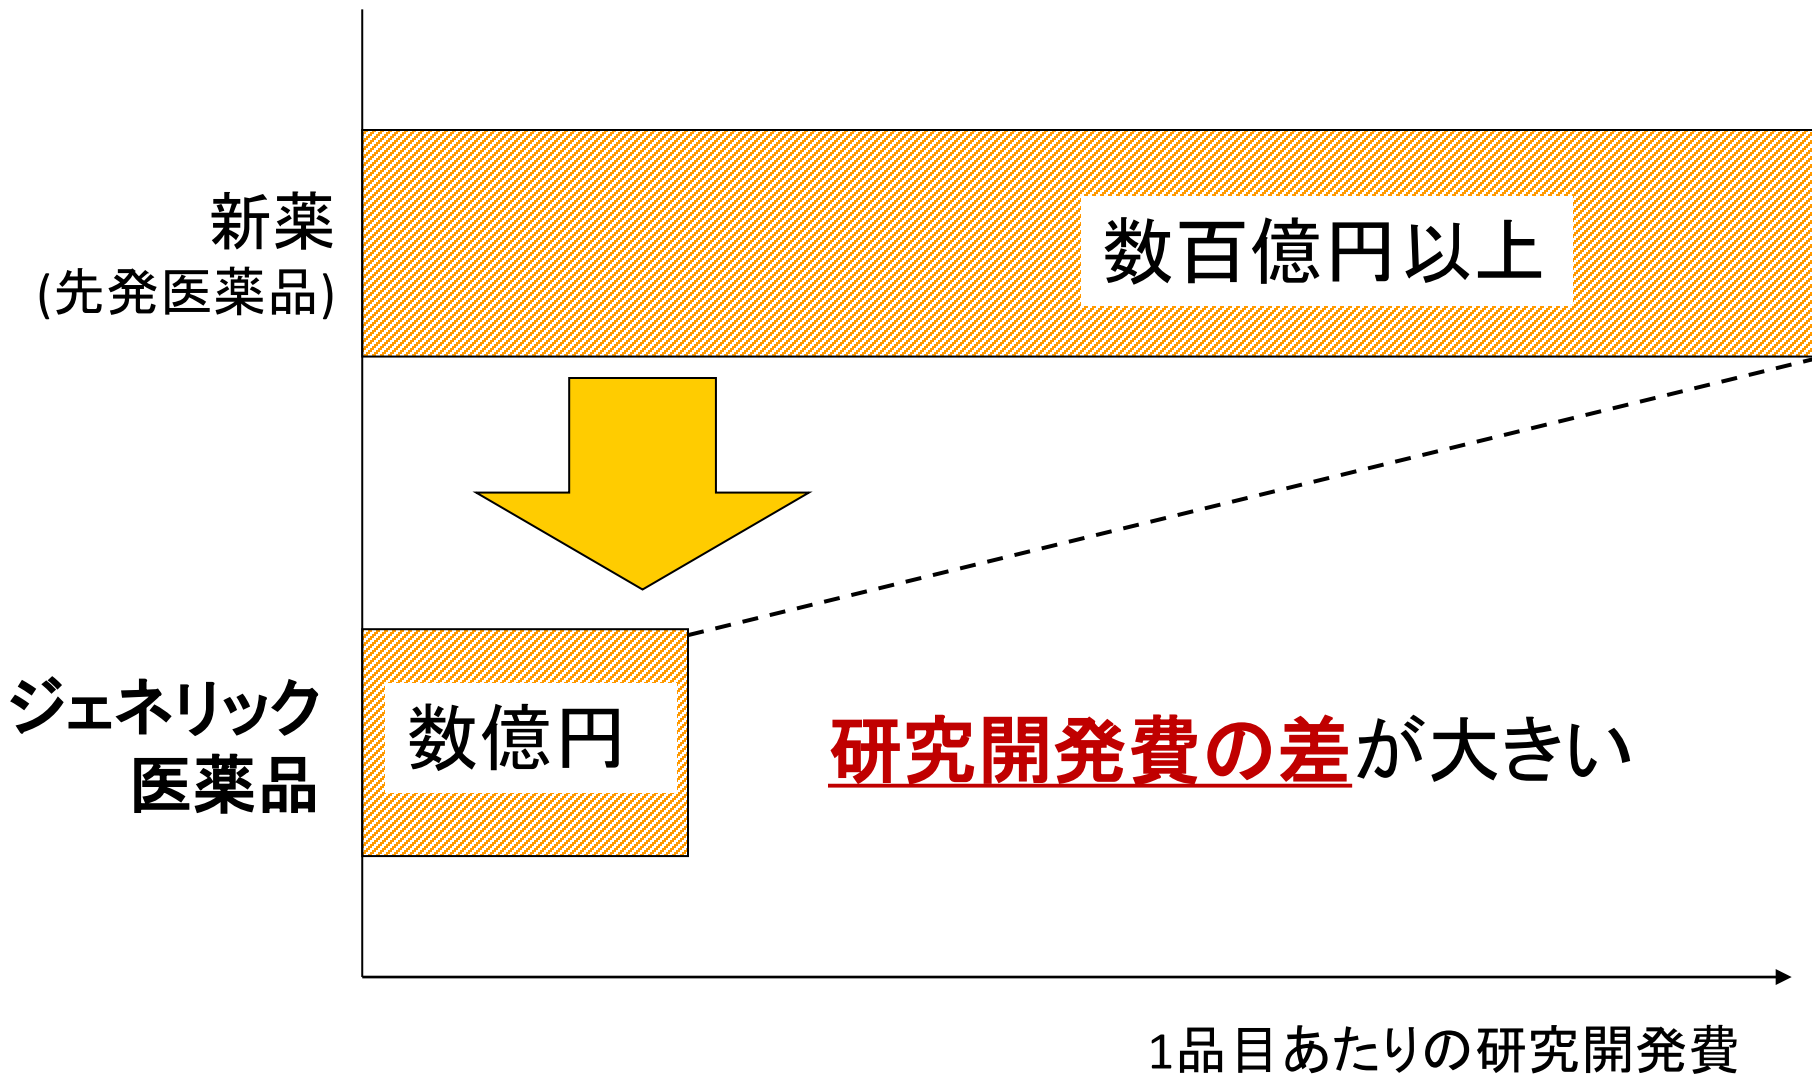 新薬
(先発医薬品)
数百億円以上
ジェネリック
医薬品
数億円
研究開発費の差が大きい
1品目あたりの研究開発費